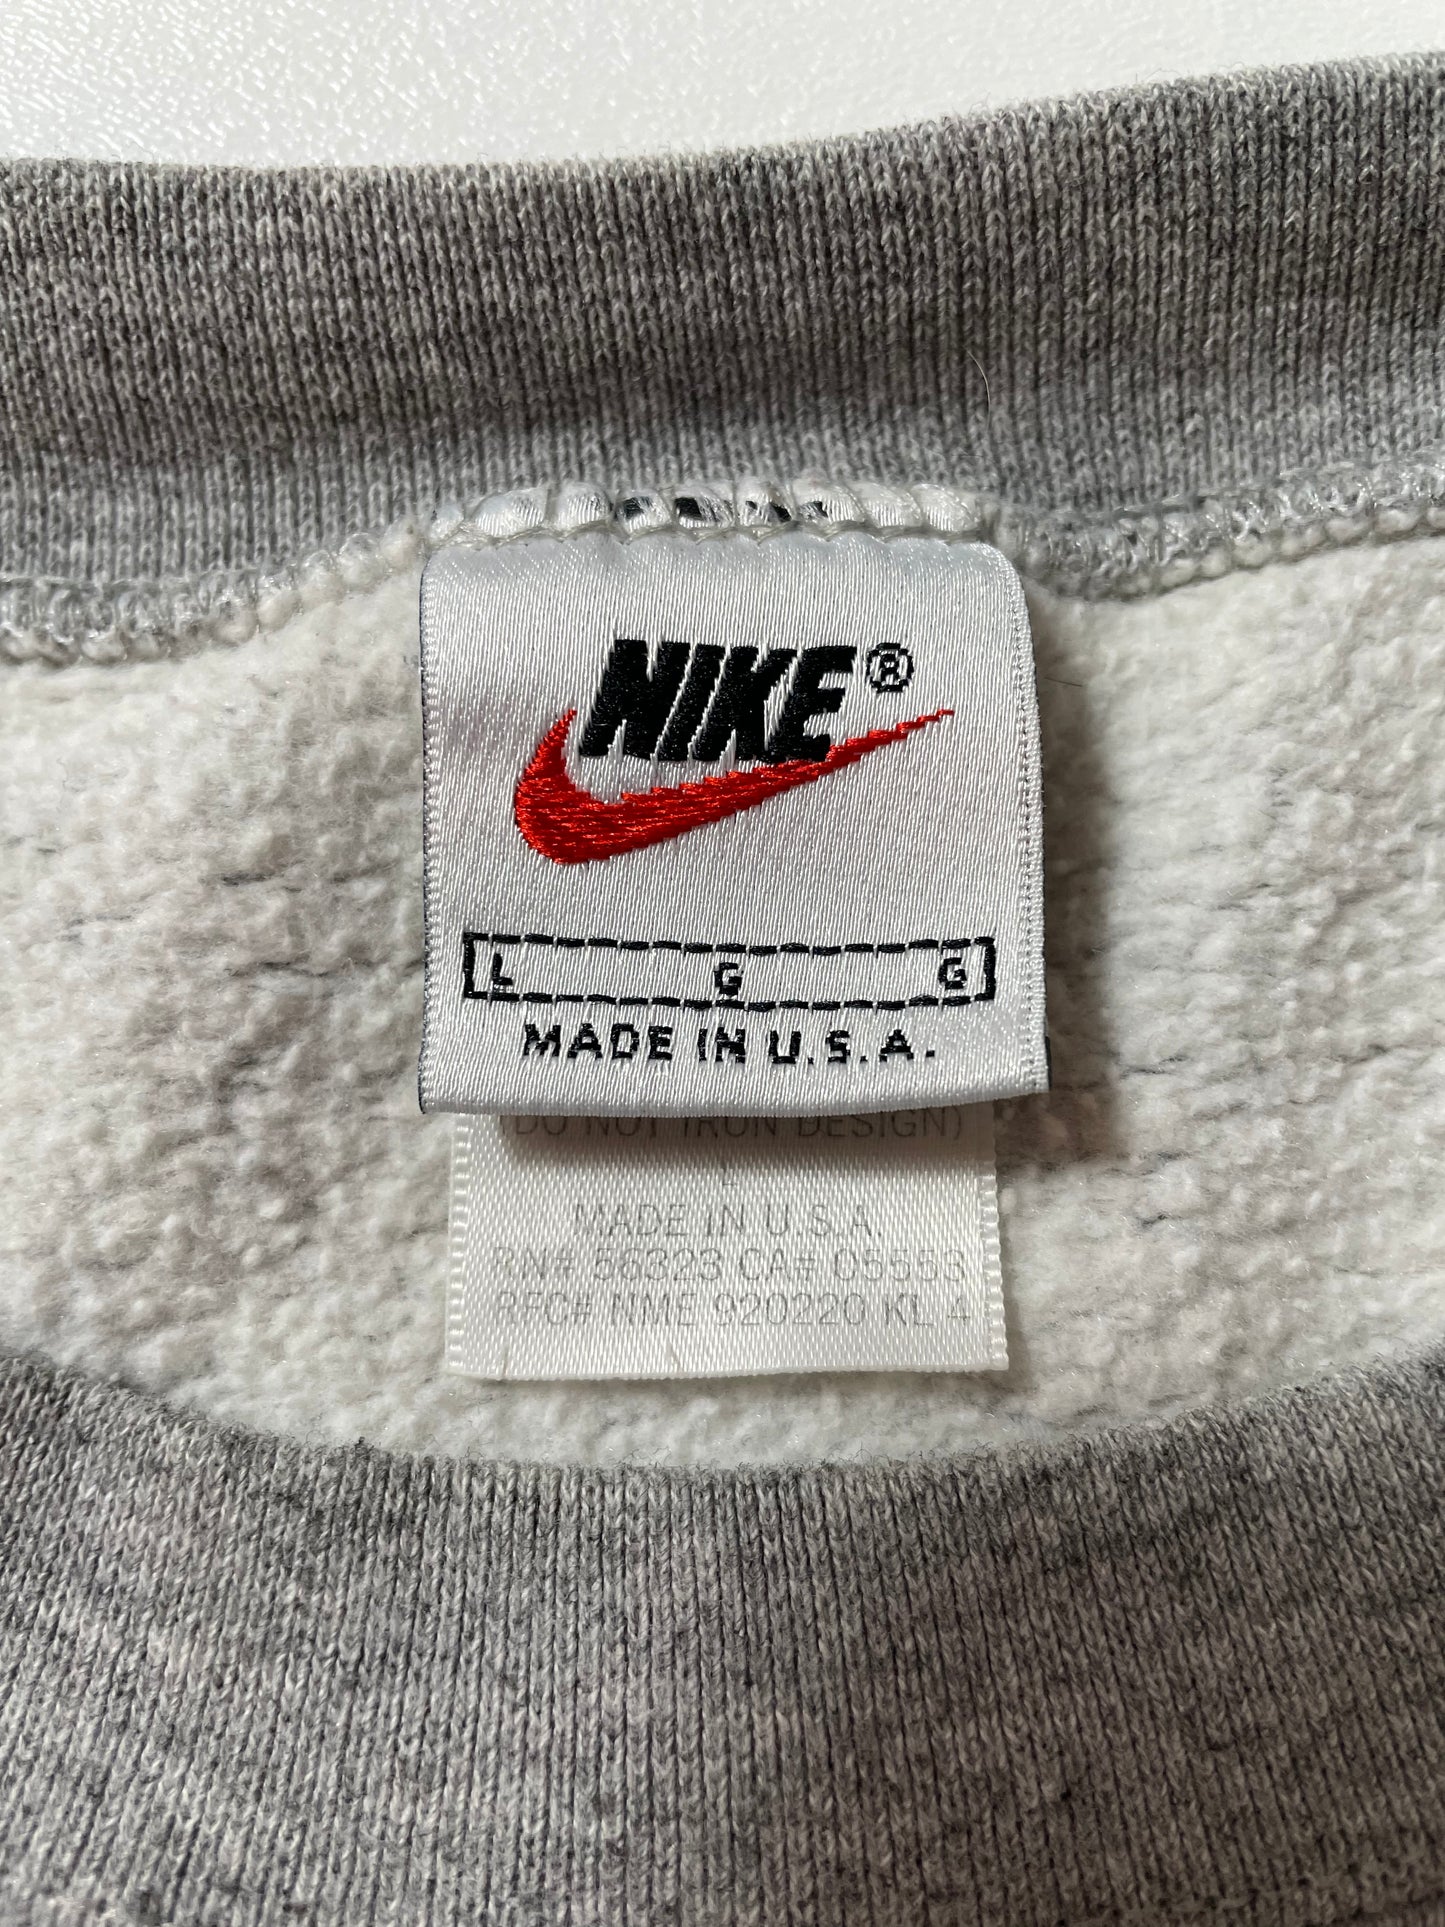 NIKE®
L G G
MADE IN U.S.A.
(DO NOT IRON DESIGN)
L
MADE IN U.S.A.
RN# 56323 CA# 05553
RFC# NME 920220 KL 4